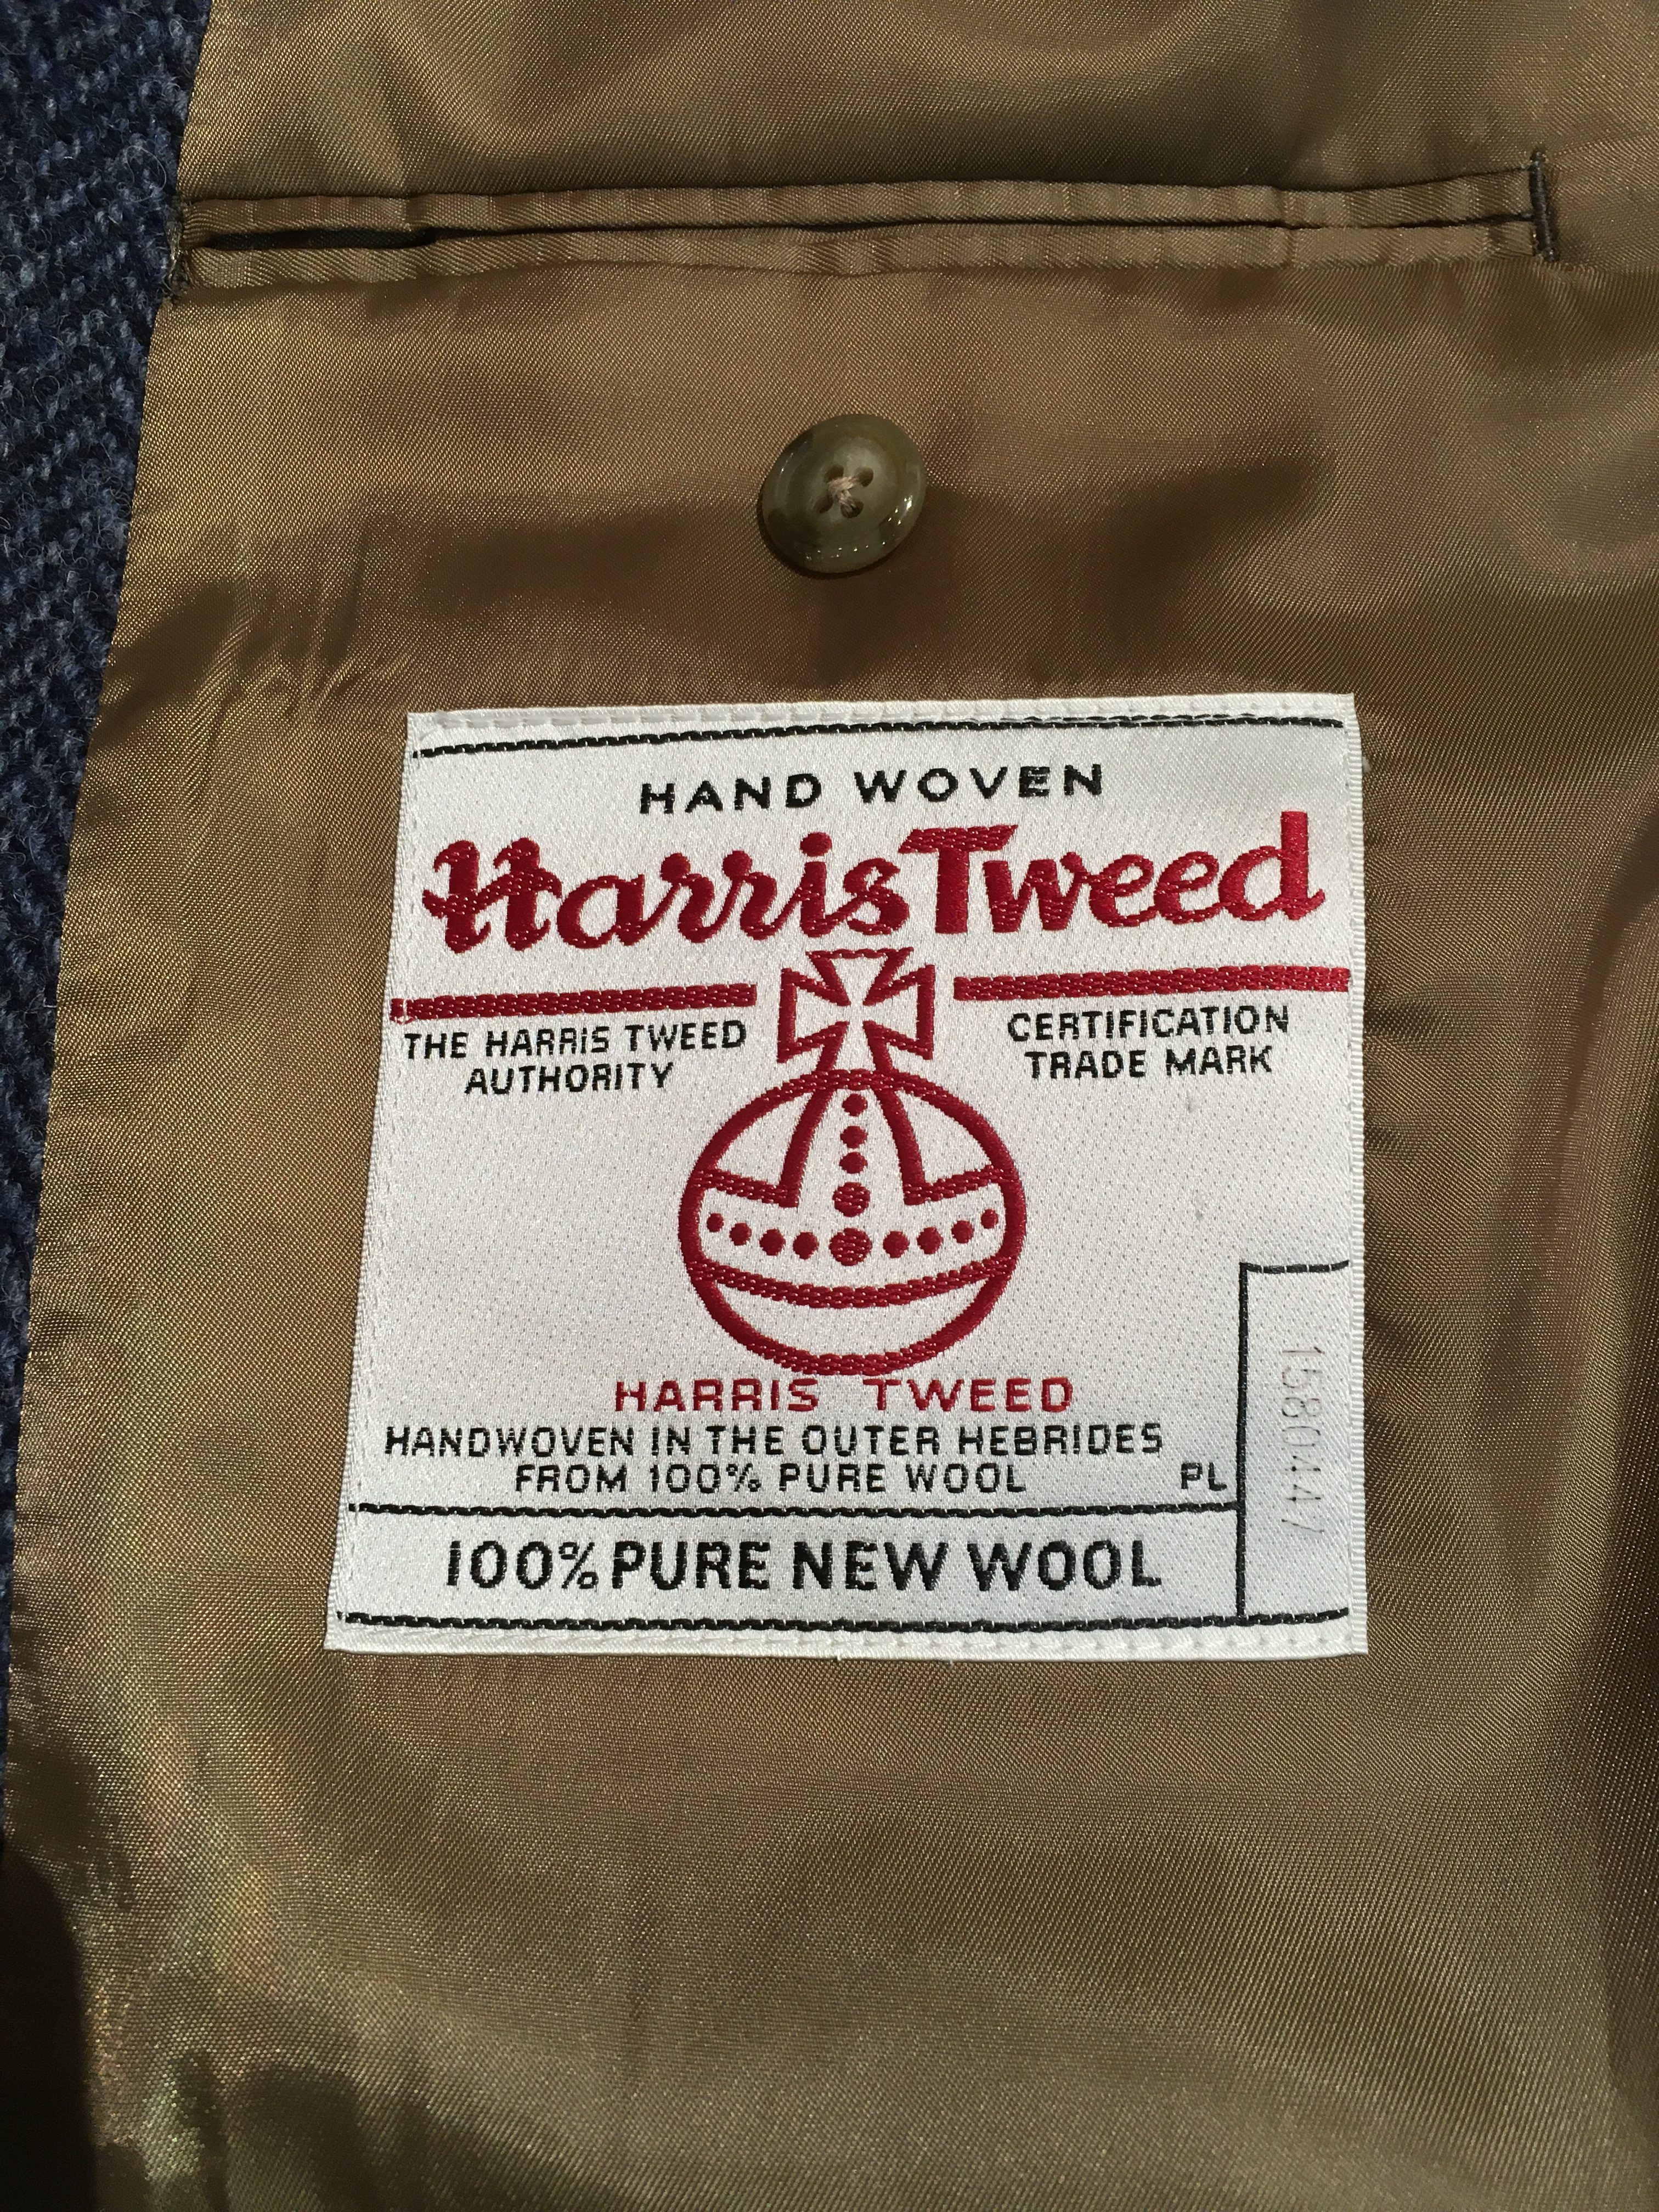 HAND WOVEN
Harris Tweed
THE HARRIS TWEED
AUTHORITY
CERTIFICATION
TRADE MARK
HARRIS TWEED
HANDWOVEN IN THE OUTER HEBRIDES
FROM 100% PURE WOOL
PL
100% PURE NEW WOOL
1580447